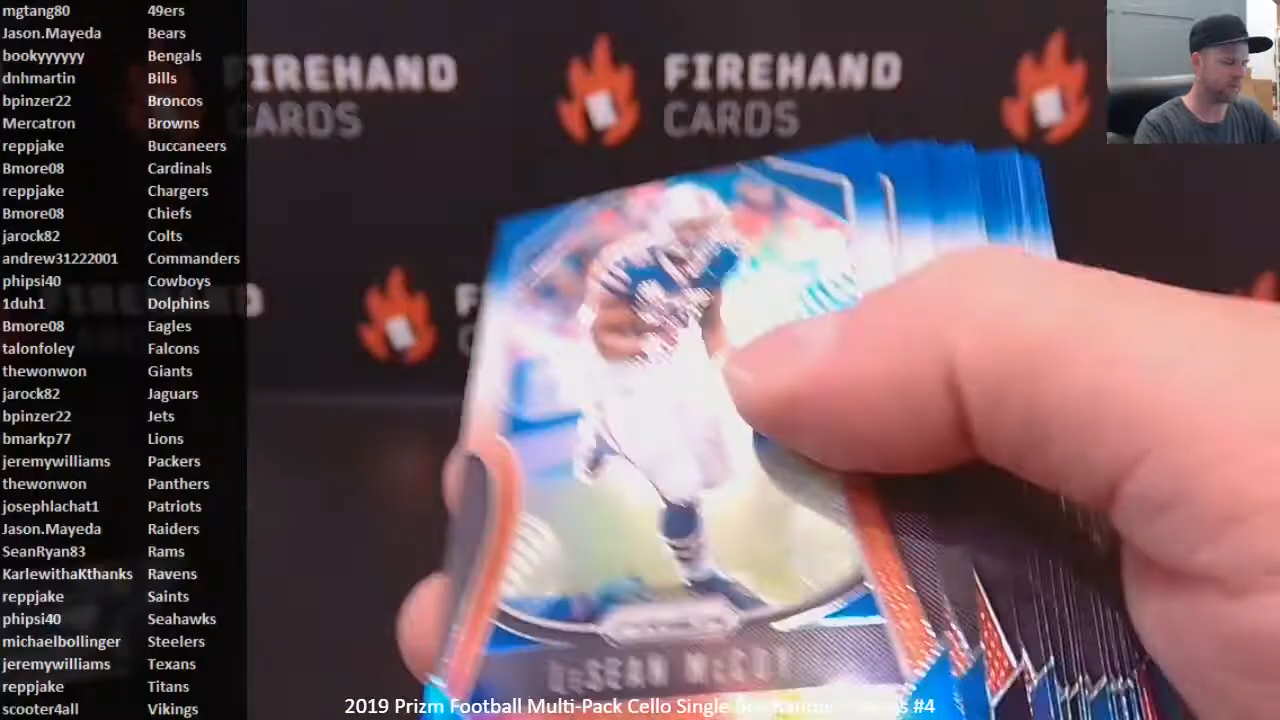 mgtang80 49ers
Jason.Mayeda Bears
bookyyyyyy Bengals
dnhmartin Bills
bpinzer22 Broncos
Mercatron Browns
reppjake Buccaneers
Bmore08 Cardinals
reppjake Chargers
Bmore08 Chiefs
jarock82 Colts
andrew31222001 Commanders
phipsi40 Cowboys
1duh1 Dolphins
Bmore08 Eagles
talonfoley Falcons
thewonwon Giants
jarock82 Jaguars
bpinzer22 Jets
bmarkp77 Lions
jeremywilliams Packers
thewonwon Panthers
josephlachat1 Patriots
Jason.Mayeda Raiders
SeanRyan83 Rams
KarlewithaKthanks Ravens
reppjake Saints
phipsi40 Seahawks
michaelbollinger Steelers
jeremywilliams Texans
reppjake Titans
scooter4all Vikings
FIREHAND
CARDS
FIREHAND
CARDS
LeSEAN McCOY
2019 Prizm Football Multi-Pack Cello Single #4